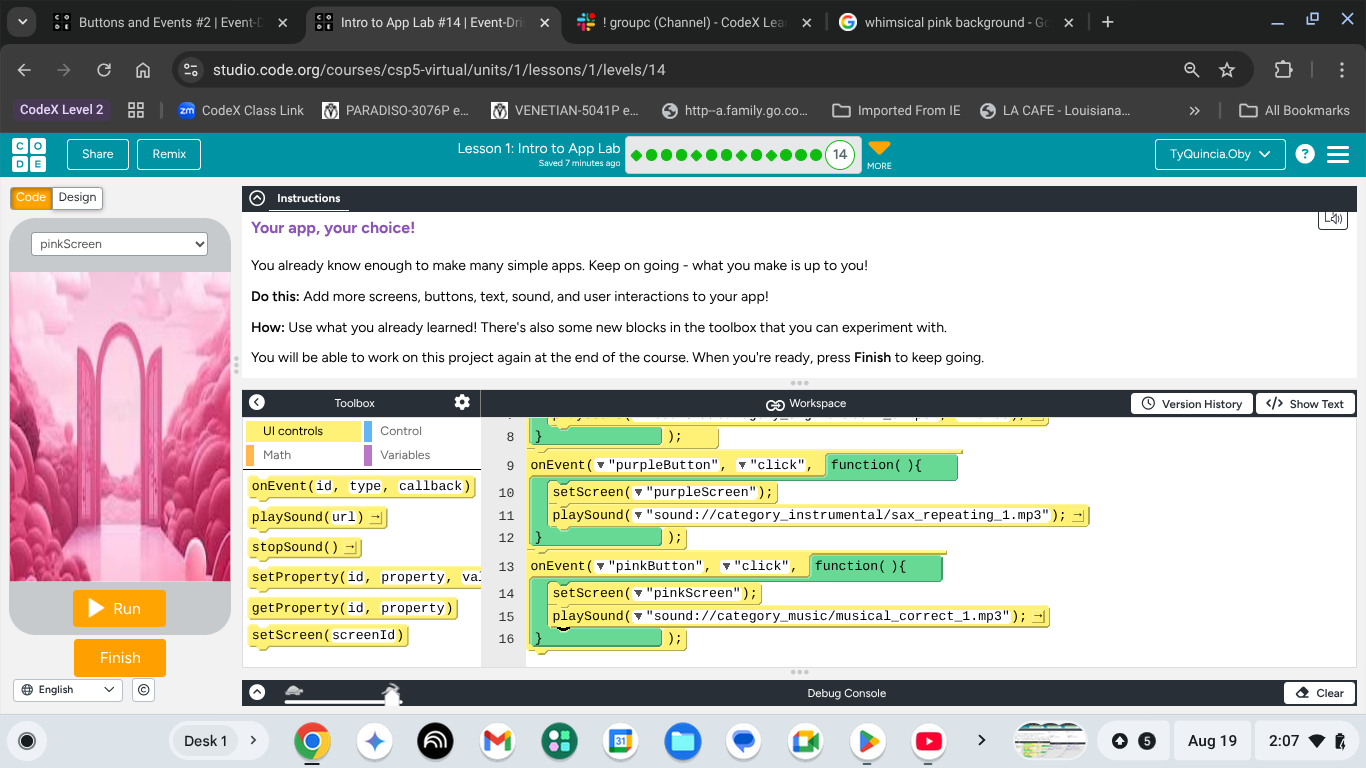 Buttons and Events #2 | Event-D
Intro to App Lab #14 | Event-Dri
! groupc (Channel) - CodeX Lea
whimsical pink background - Go
studio.code.org/courses/csp5-virtual/units/1/lessons/1/levels/14
CodeX Level 2
zm
CodeX Class Link
PARADISO-3076P e...
VENETIAN-5041P e...
http--a.family.go.co...
Imported From IE
LA CAFE - Louisiana...
»
All Bookmarks
C O
D E
Share
Remix
Lesson 1: Intro to App Lab
Saved 7 minutes ago
14
MORE
TyQuincia.Oby
?
Code
Design
pinkScreen
Run
Finish
English
©
Instructions
Your app, your choice!
You already know enough to make many simple apps. Keep on going - what you make is up to you!
Do this: Add more screens, buttons, text, sound, and user interactions to your app!
How: Use what you already learned! There's also some new blocks in the toolbox that you can experiment with.
You will be able to work on this project again at the end of the course. When you're ready, press Finish to keep going.
Toolbox
Workspace
Version History
</> Show Text
UI controls
Control
Math
Variables
onEvent(id, type, callback)
playSound(url)
stopSound()
setProperty(id, property, val
getProperty(id, property)
setScreen(screenId)
8 } );
9 onEvent( "purpleButton", "click", function( ){
10 setScreen( "purpleScreen");
11 playSound( "sound://category_instrumental/sax_repeating_1.mp3");
12 } );
13 onEvent( "pinkButton", "click", function( ){
14 setScreen( "pinkScreen");
15 playSound( "sound://category_music/musical_correct_1.mp3");
16 } );
Debug Console
Clear
Desk 1
31
5
Aug 19
2:07